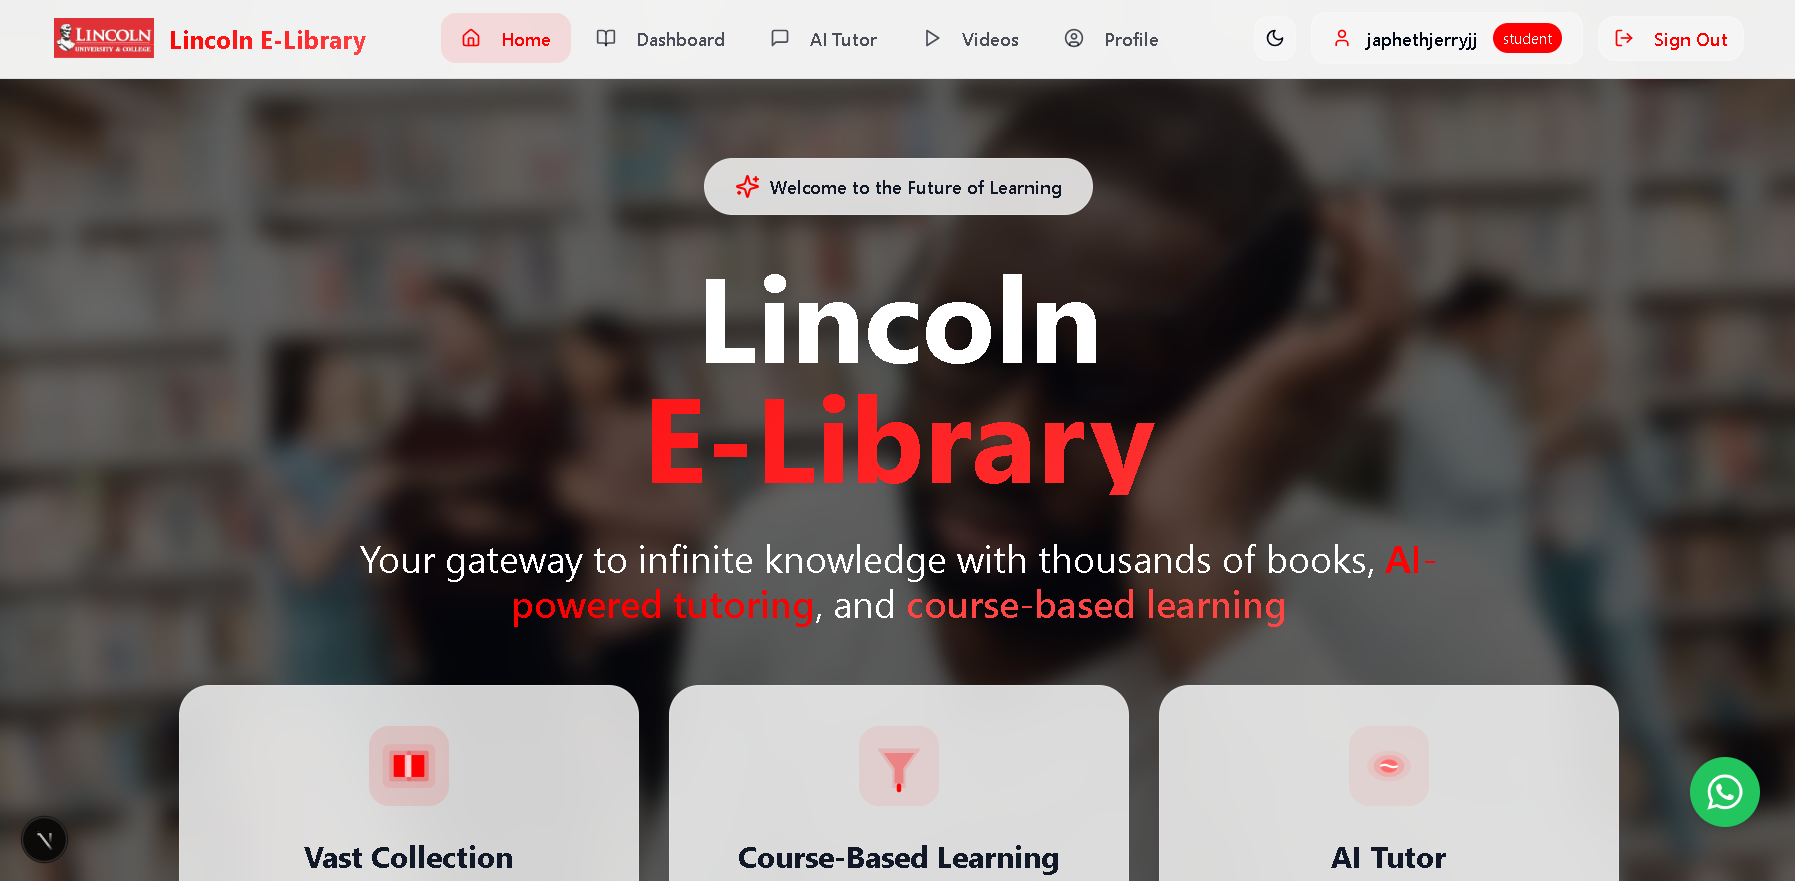 LINCOLN
UNIVERSITY & COLLEGE
Lincoln E-Library
Home
Dashboard
AI Tutor
Videos
Profile
japhethjerryjj
student
Sign Out
Welcome to the Future of Learning
Lincoln
E-Library
Your gateway to infinite knowledge with thousands of books, AI-
powered tutoring, and course-based learning
Vast Collection
Course-Based Learning
AI Tutor